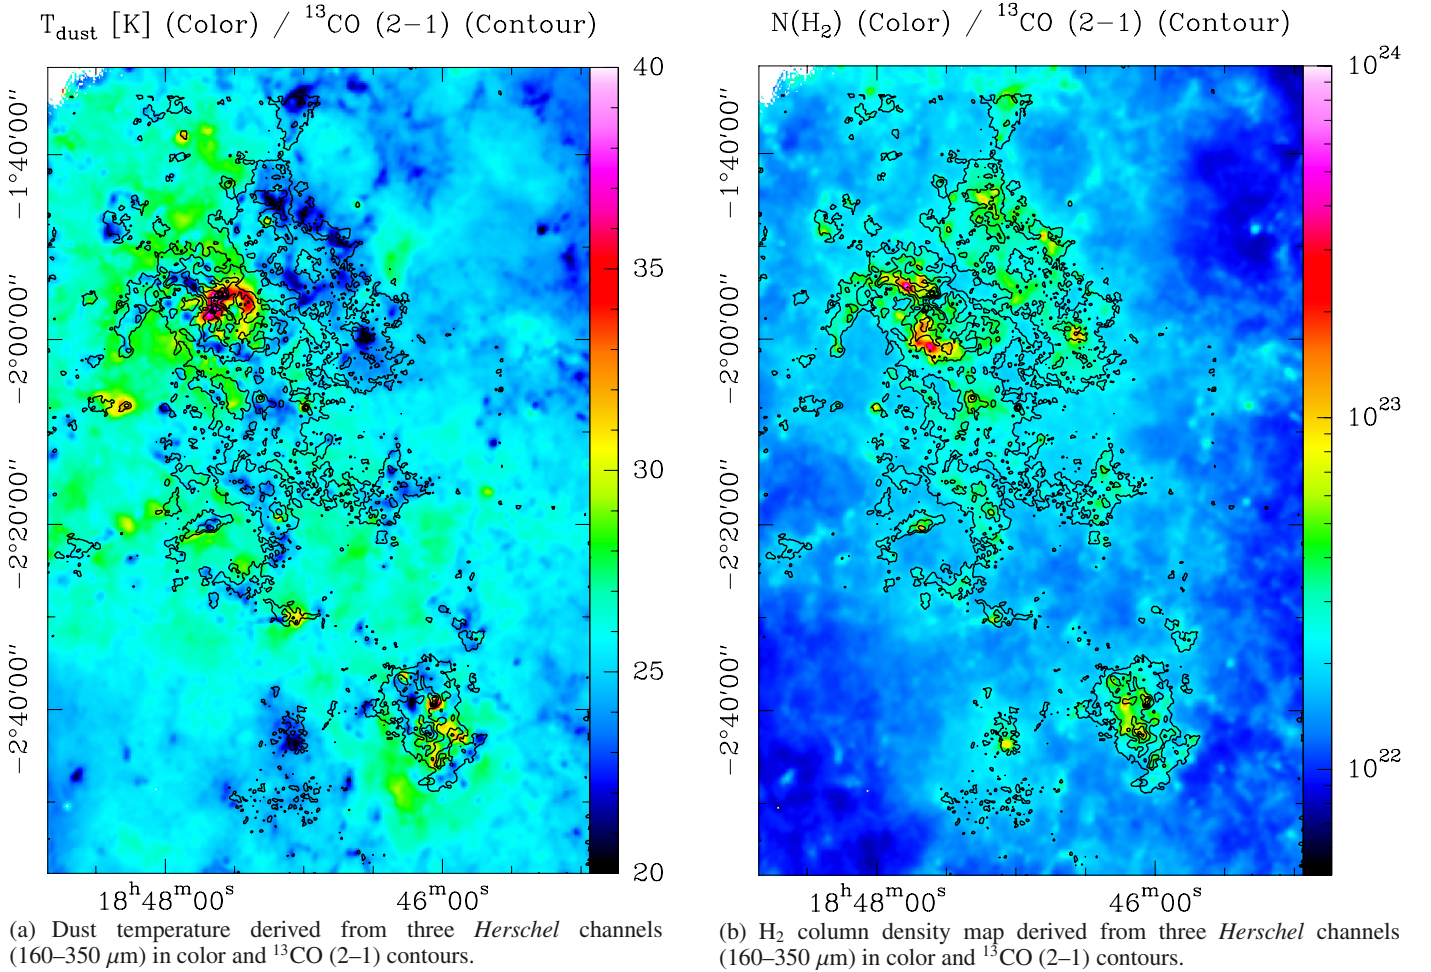 T_dust [K] (Color) / ¹³CO (2−1) (Contour)
40
35
30
25
20
−1°40′00″
−2°00′00″
−2°20′00″
−2°40′00″
18ʰ48ᵐ00ˢ
46ᵐ00ˢ
(a) Dust temperature derived from three Herschel channels
(160–350 μm) in color and ¹³CO (2–1) contours.
N(H₂) (Color) / ¹³CO (2−1) (Contour)
10²⁴
10²³
10²²
−1°40′00″
−2°00′00″
−2°20′00″
−2°40′00″
18ʰ48ᵐ00ˢ
46ᵐ00ˢ
(b) H₂ column density map derived from three Herschel channels
(160–350 μm) in color and ¹³CO (2–1) contours.